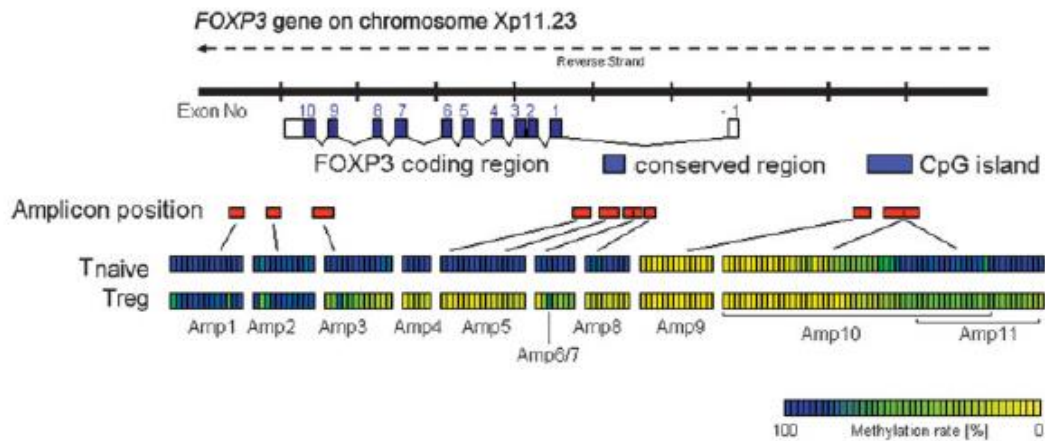 FOXP3 gene on chromosome Xp11.23
Reverse Strand
Exon No 10 9 8 7 6 5 4 3 2 1 -1
FOXP3 coding region conserved region CpG island
Amplicon position
Tnaive
Treg
Amp1 Amp2 Amp3 Amp4 Amp5 Amp6/7 Amp8 Amp9 Amp10 Amp11
100 Methylation rate [%] 0